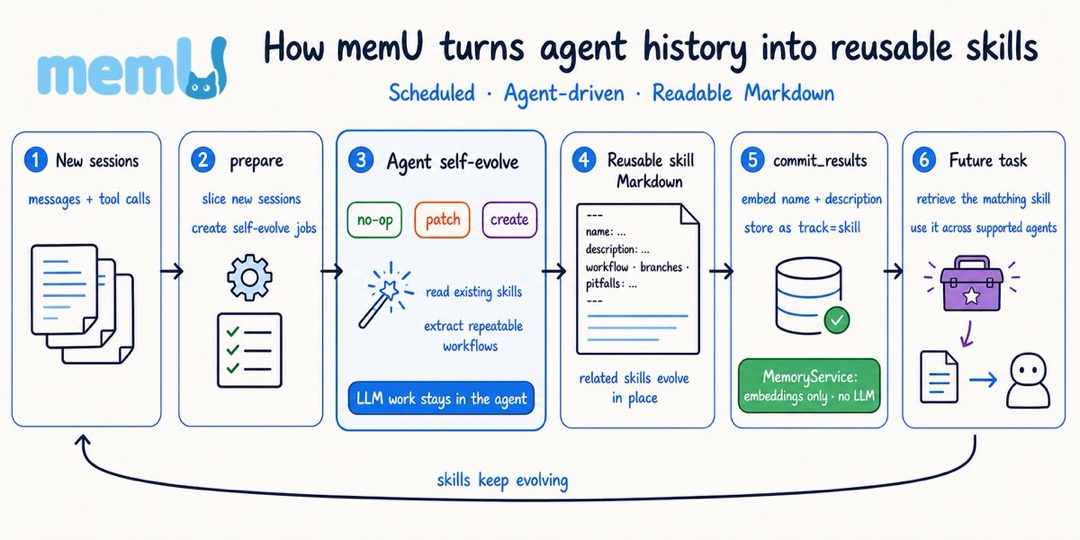 memU
How memU turns agent history into reusable skills
Scheduled · Agent-driven · Readable Markdown
1 New sessions
messages + tool calls
2 prepare
slice new sessions
create self-evolve jobs
3 Agent self-evolve
no-op
patch
create
read existing skills
extract repeatable
workflows
LLM work stays in the agent
4 Reusable skill
Markdown
---
name: ...
description: ...
workflow · branches ·
pitfalls: ...
---
related skills evolve
in place
5 commit_results
embed name + description
store as track=skill
MemoryService:
embeddings only · no LLM
6 Future task
retrieve the matching skill
use it across supported agents
skills keep evolving